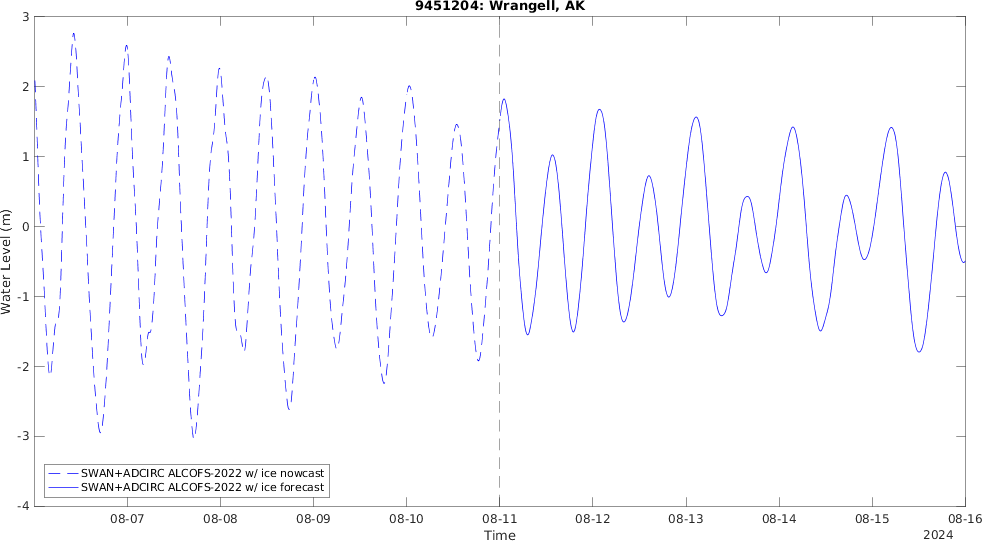 9451204: Wrangell, AK
3
2
1
0
-1
-2
-3
-4
Water Level (m)
SWAN+ADCIRC ALCOFS-2022 w/ ice nowcast
SWAN+ADCIRC ALCOFS-2022 w/ ice forecast
08-07 08-08 08-09 08-10 08-11 08-12 08-13 08-14 08-15 08-16
Time
2024